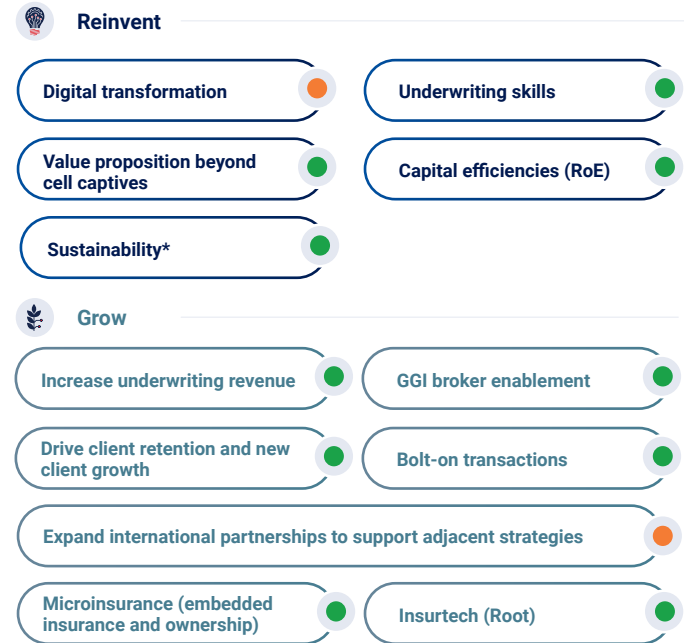 Reinvent
Digital transformation
Underwriting skills
Value proposition beyond
cell captives
Capital efficiencies (RoE)
Sustainability*
Grow
Increase underwriting revenue
GGI broker enablement
Drive client retention and new
client growth
Bolt-on transactions
Expand international partnerships to support adjacent strategies
Microinsurance (embedded
insurance and ownership)
Insurtech (Root)